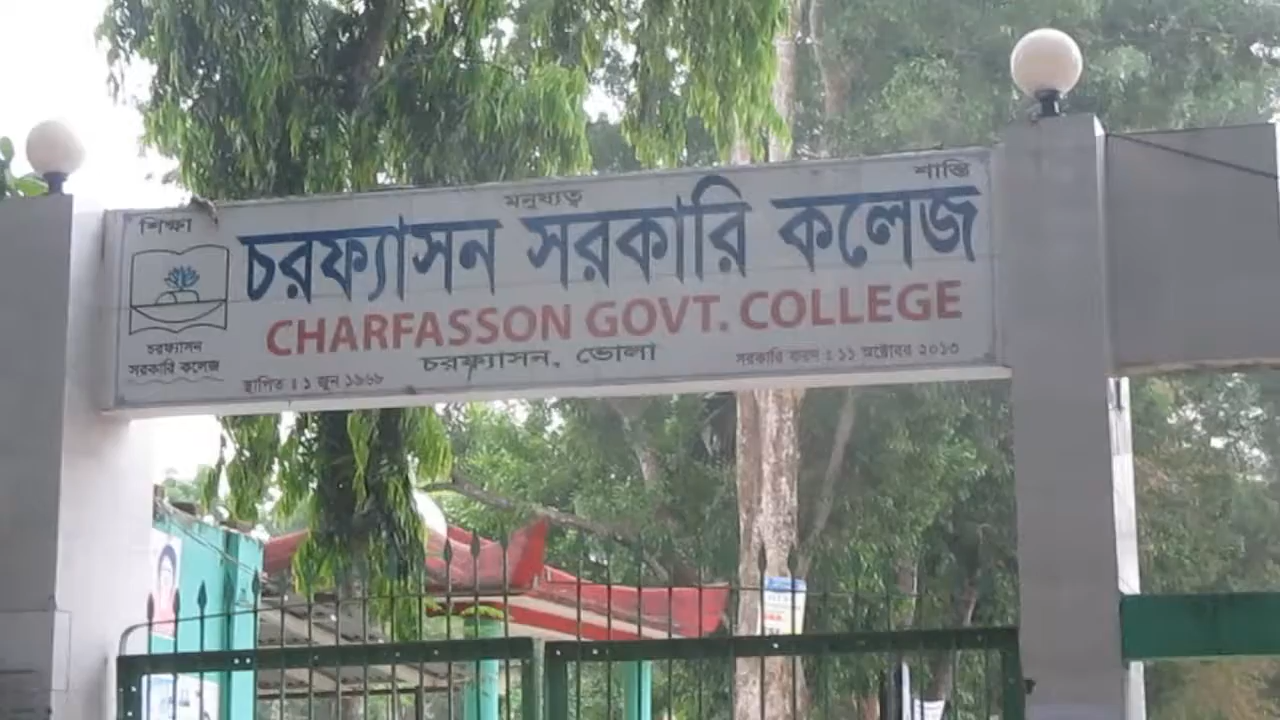 শিক্ষা
মনুষ্যত্ব
শান্তি
চরফ্যাসন সরকারি কলেজ
CHARFASSON GOVT. COLLEGE
চরফ্যাসন, ভোলা
চরফ্যাসন
সরকারি কলেজ
স্থাপিত : ১ জুন ১৯৬৮
সরকারি করণ : ১১ অক্টোবর ২০১৩